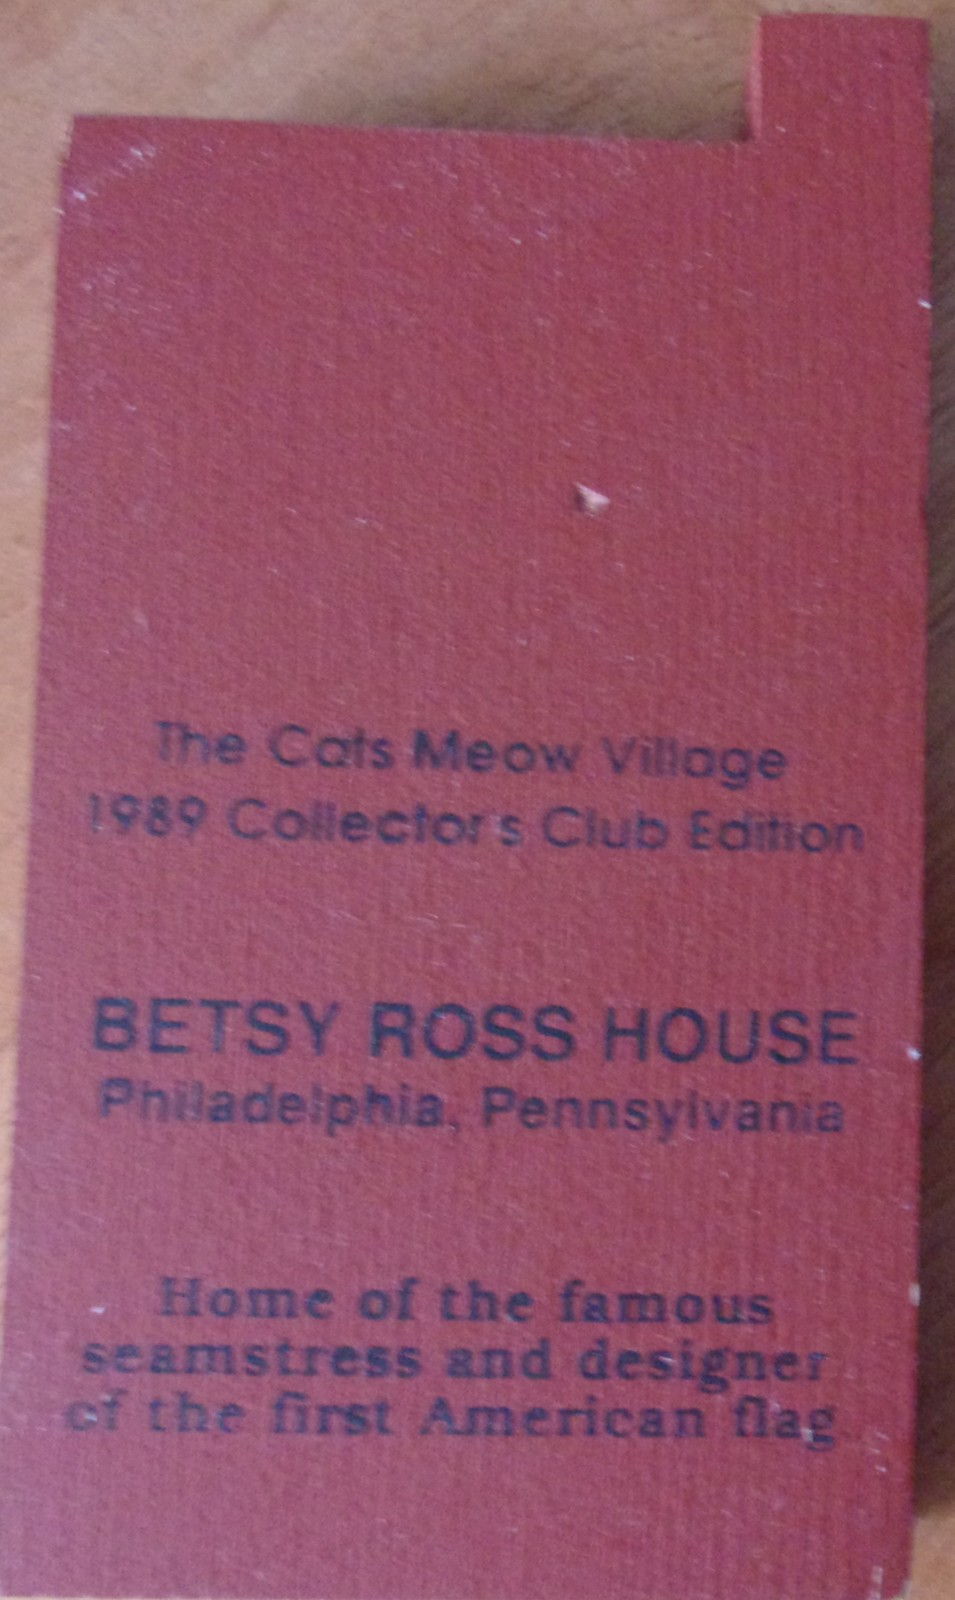 The Cats Meow Village
1989 Collector's Club Edition
BETSY ROSS HOUSE
Philadelphia, Pennsylvania
Home of the famous
seamstress and designer
of the first American flag